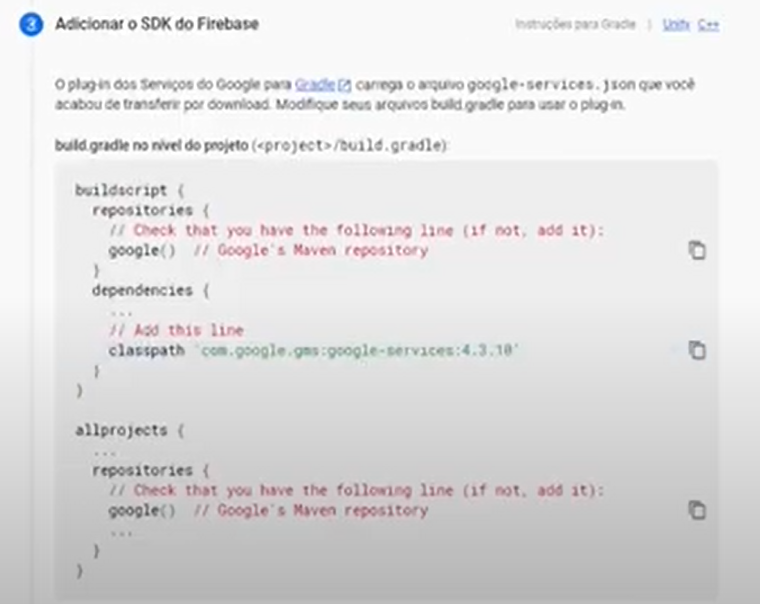 3 Adicionar o SDK do Firebase Instruções para Gradle | Unity C++
O plug-in dos Serviços do Google para Gradle carrega o arquivo google-services.json que você
acabou de transferir por download. Modifique seus arquivos build.gradle para usar o plug-in.
build.gradle no nível do projeto (<project>/build.gradle):
buildscript {
repositories {
// Check that you have the following line (if not, add it):
google() // Google's Maven repository
}
dependencies {
...
// Add this line
classpath 'com.google.gms:google-services:4.3.10'
}
}
allprojects {
...
repositories {
// Check that you have the following line (if not, add it):
google() // Google's Maven repository
...
}
}